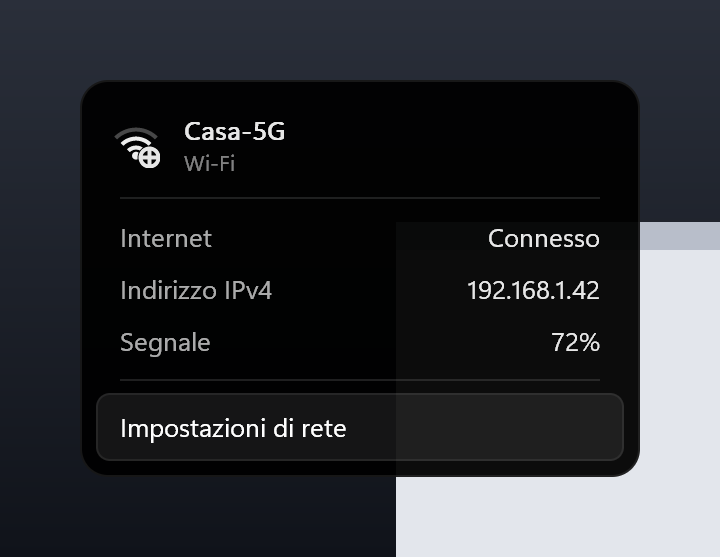 Casa-5G
Wi-Fi
Internet Connesso
Indirizzo IPv4 192.168.1.42
Segnale 72%
Impostazioni di rete